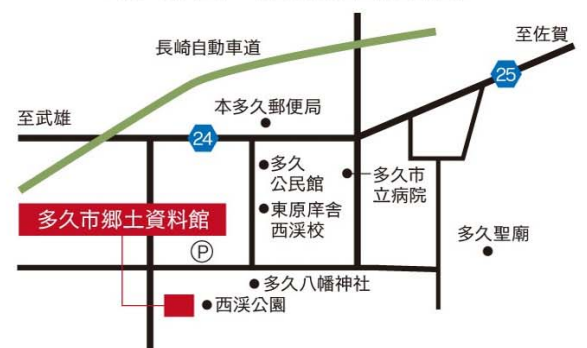 至佐賀
長崎自動車道
25
本多久郵便局
至武雄
24
多久
公民館
多久市
立病院
東原庠舎
西渓校
多久市郷土資料館
多久聖廟
P
多久八幡神社
西渓公園